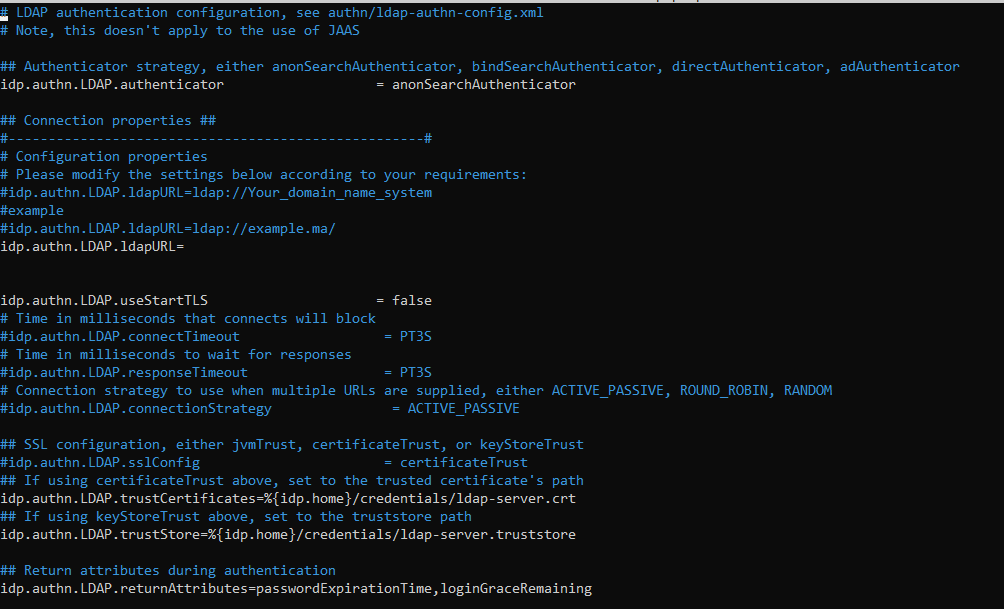 # LDAP authentication configuration, see authn/ldap-authn-config.xml
# Note, this doesn't apply to the use of JAAS
## Authenticator strategy, either anonSearchAuthenticator, bindSearchAuthenticator, directAuthenticator, adAuthenticator
idp.authn.LDAP.authenticator                   = anonSearchAuthenticator
## Connection properties ##
#----------------------------------------------------#
# Configuration properties
# Please modify the settings below according to your requirements:
#idp.authn.LDAP.ldapURL=ldap://Your_domain_name_system
#example
#idp.authn.LDAP.ldapURL=ldap://example.ma/
idp.authn.LDAP.ldapURL=
idp.authn.LDAP.useStartTLS                     = false
# Time in milliseconds that connects will block
#idp.authn.LDAP.connectTimeout                  = PT3S
# Time in milliseconds to wait for responses
#idp.authn.LDAP.responseTimeout                 = PT3S
# Connection strategy to use when multiple URLs are supplied, either ACTIVE_PASSIVE, ROUND_ROBIN, RANDOM
#idp.authn.LDAP.connectionStrategy               = ACTIVE_PASSIVE
## SSL configuration, either jvmTrust, certificateTrust, or keyStoreTrust
#idp.authn.LDAP.sslConfig                       = certificateTrust
## If using certificateTrust above, set to the trusted certificate's path
idp.authn.LDAP.trustCertificates=%{idp.home}/credentials/ldap-server.crt
## If using keyStoreTrust above, set to the truststore path
idp.authn.LDAP.trustStore=%{idp.home}/credentials/ldap-server.truststore
## Return attributes during authentication
idp.authn.LDAP.returnAttributes=passwordExpirationTime,loginGraceRemaining